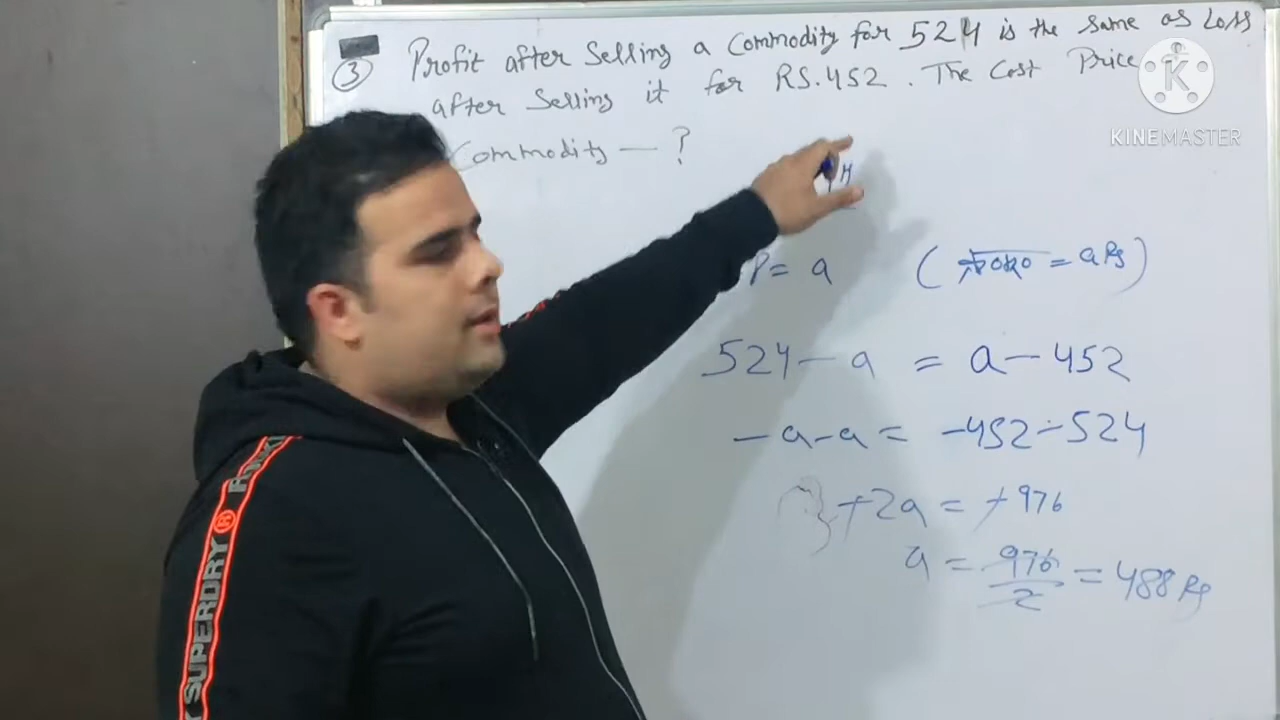 ③ Profit after Selling a Commodity for 524 is the same as Loss
after Selling it for RS.452. The Cost Price
Commodity — ?
P = a
524 - a = a - 452
-a - a = -452 - 524
+2a = +976
a = 976/2 = 488 Rs
K
KINEMASTER
SUPERDRY ®